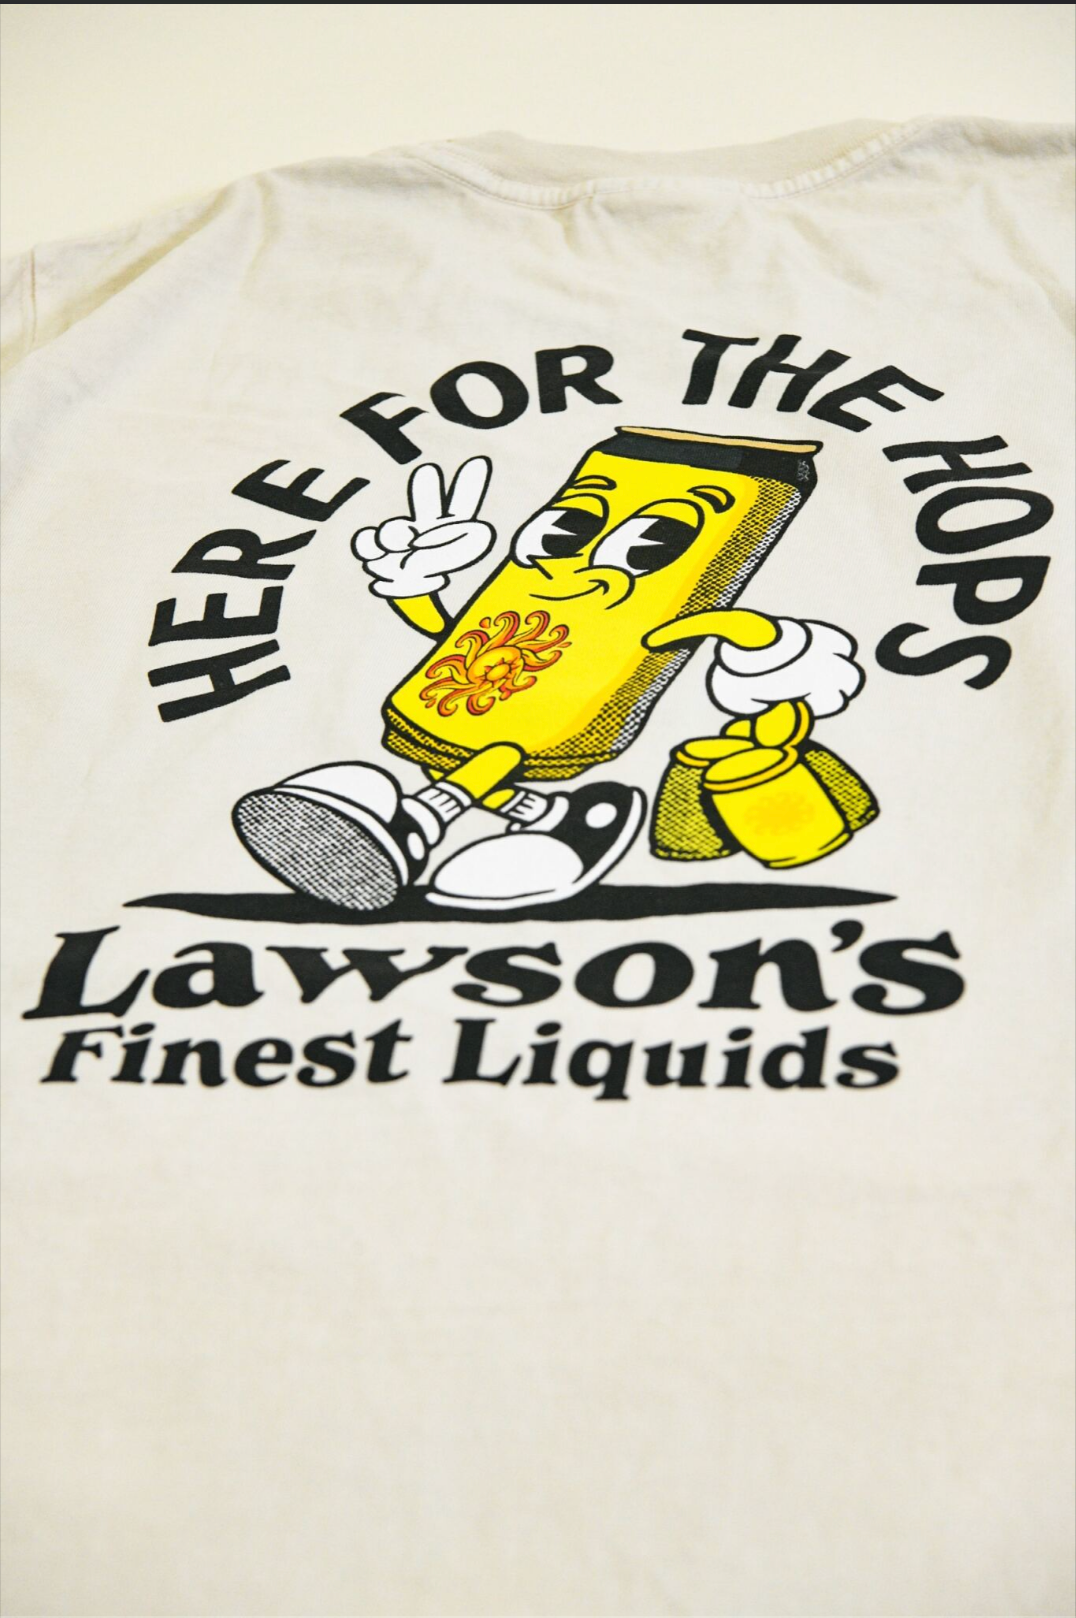 HERE FOR THE HOPS
Lawson's
Finest Liquids